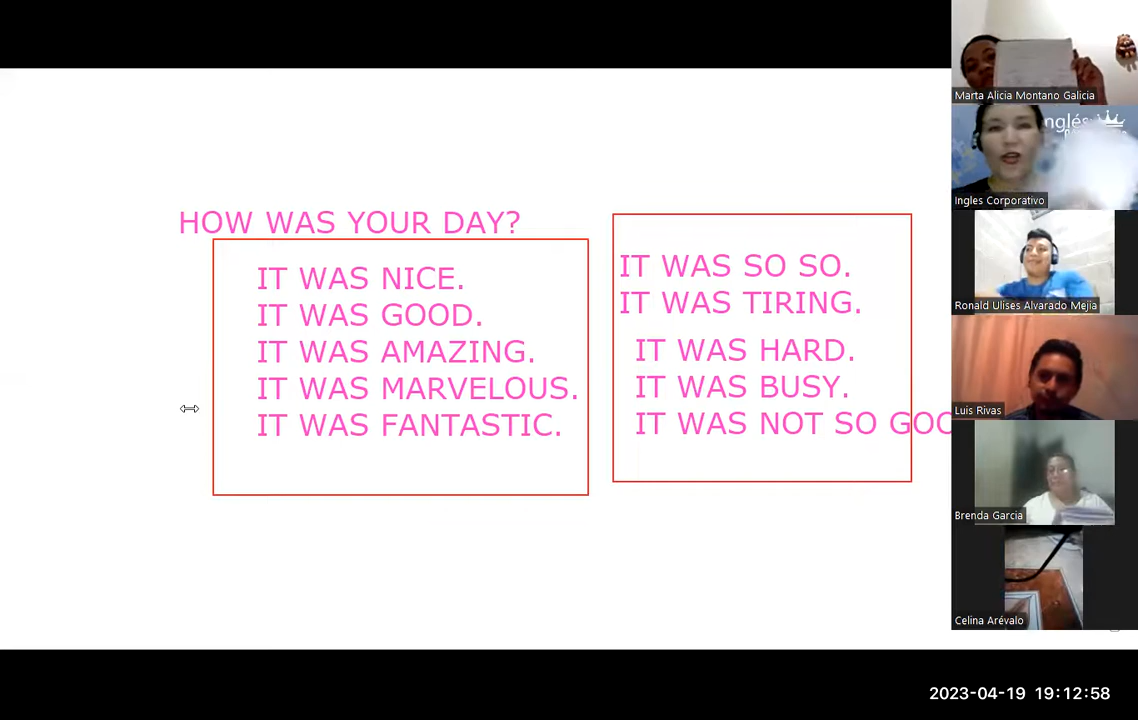 HOW WAS YOUR DAY?
IT WAS NICE.
IT WAS GOOD.
IT WAS AMAZING.
IT WAS MARVELOUS.
IT WAS FANTASTIC.
IT WAS SO SO.
IT WAS TIRING.
IT WAS HARD.
IT WAS BUSY.
IT WAS NOT SO
Marta Alicia Montano Galicia
nglés
Ingles Corporativo
Ronald Ulises Alvarado Mejia
Luis Rivas
Brenda Garcia
Celina Arévalo
2023-04-19 19:12:58